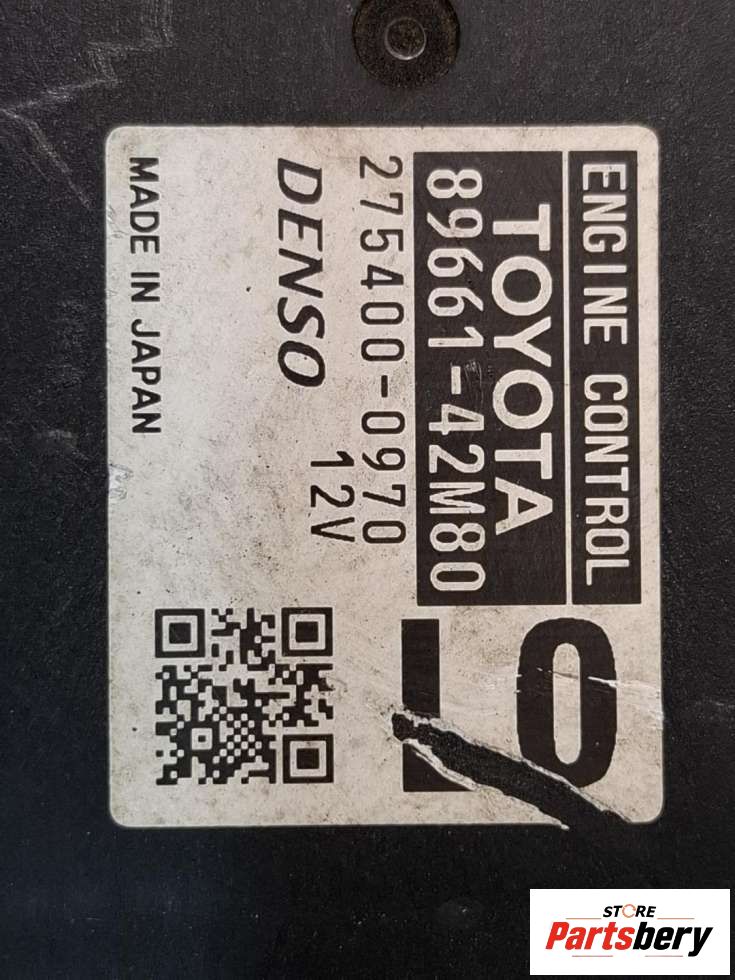 ENGINE CONTROL
TOYOTA
89661-42M80
275400-0970
12V
DENSO
MADE IN JAPAN
STORE
Partsbery